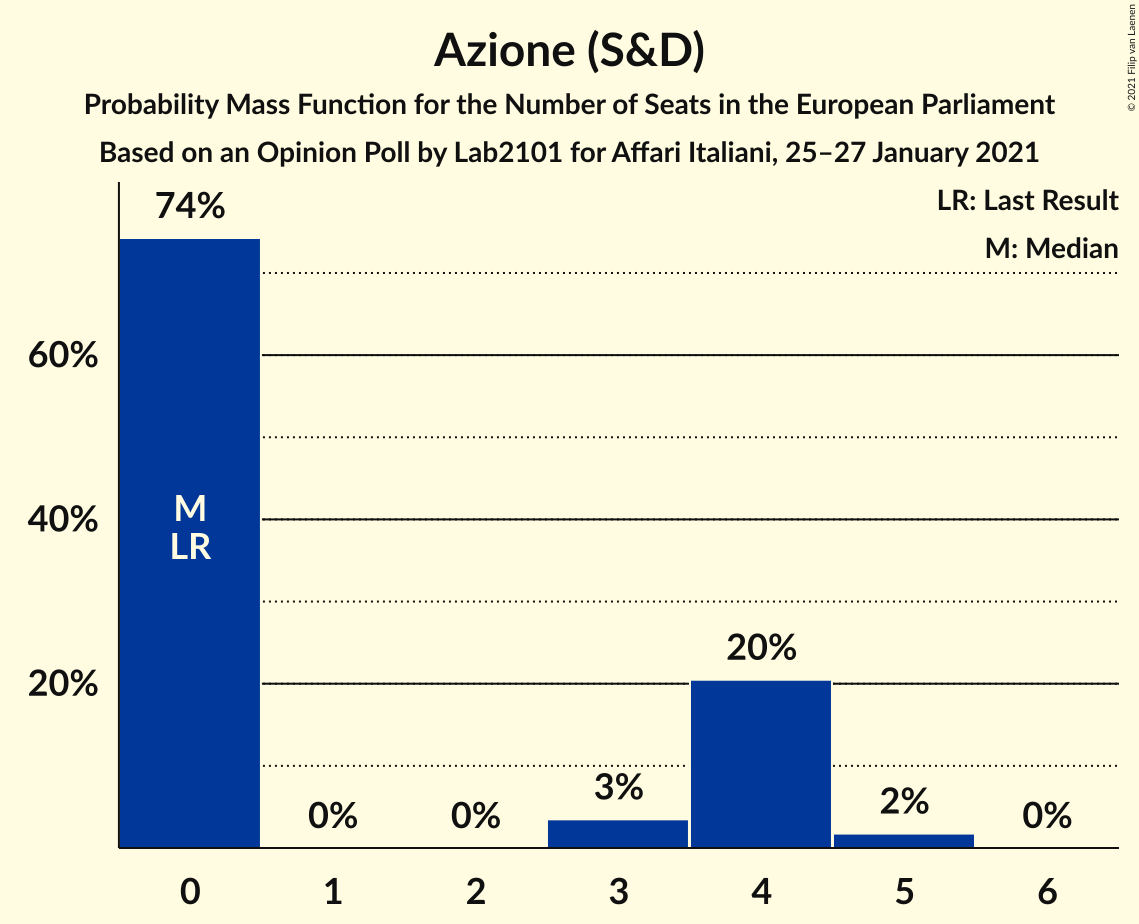 Azione (S&D)
Probability Mass Function for the Number of Seats in the European Parliament
Based on an Opinion Poll by Lab2101 for Affari Italiani, 25–27 January 2021
© 2021 Filip van Laenen
LR: Last Result
M: Median
74%
60%
40%
20%
M
LR
0%
0%
3%
20%
2%
0%
0
1
2
3
4
5
6